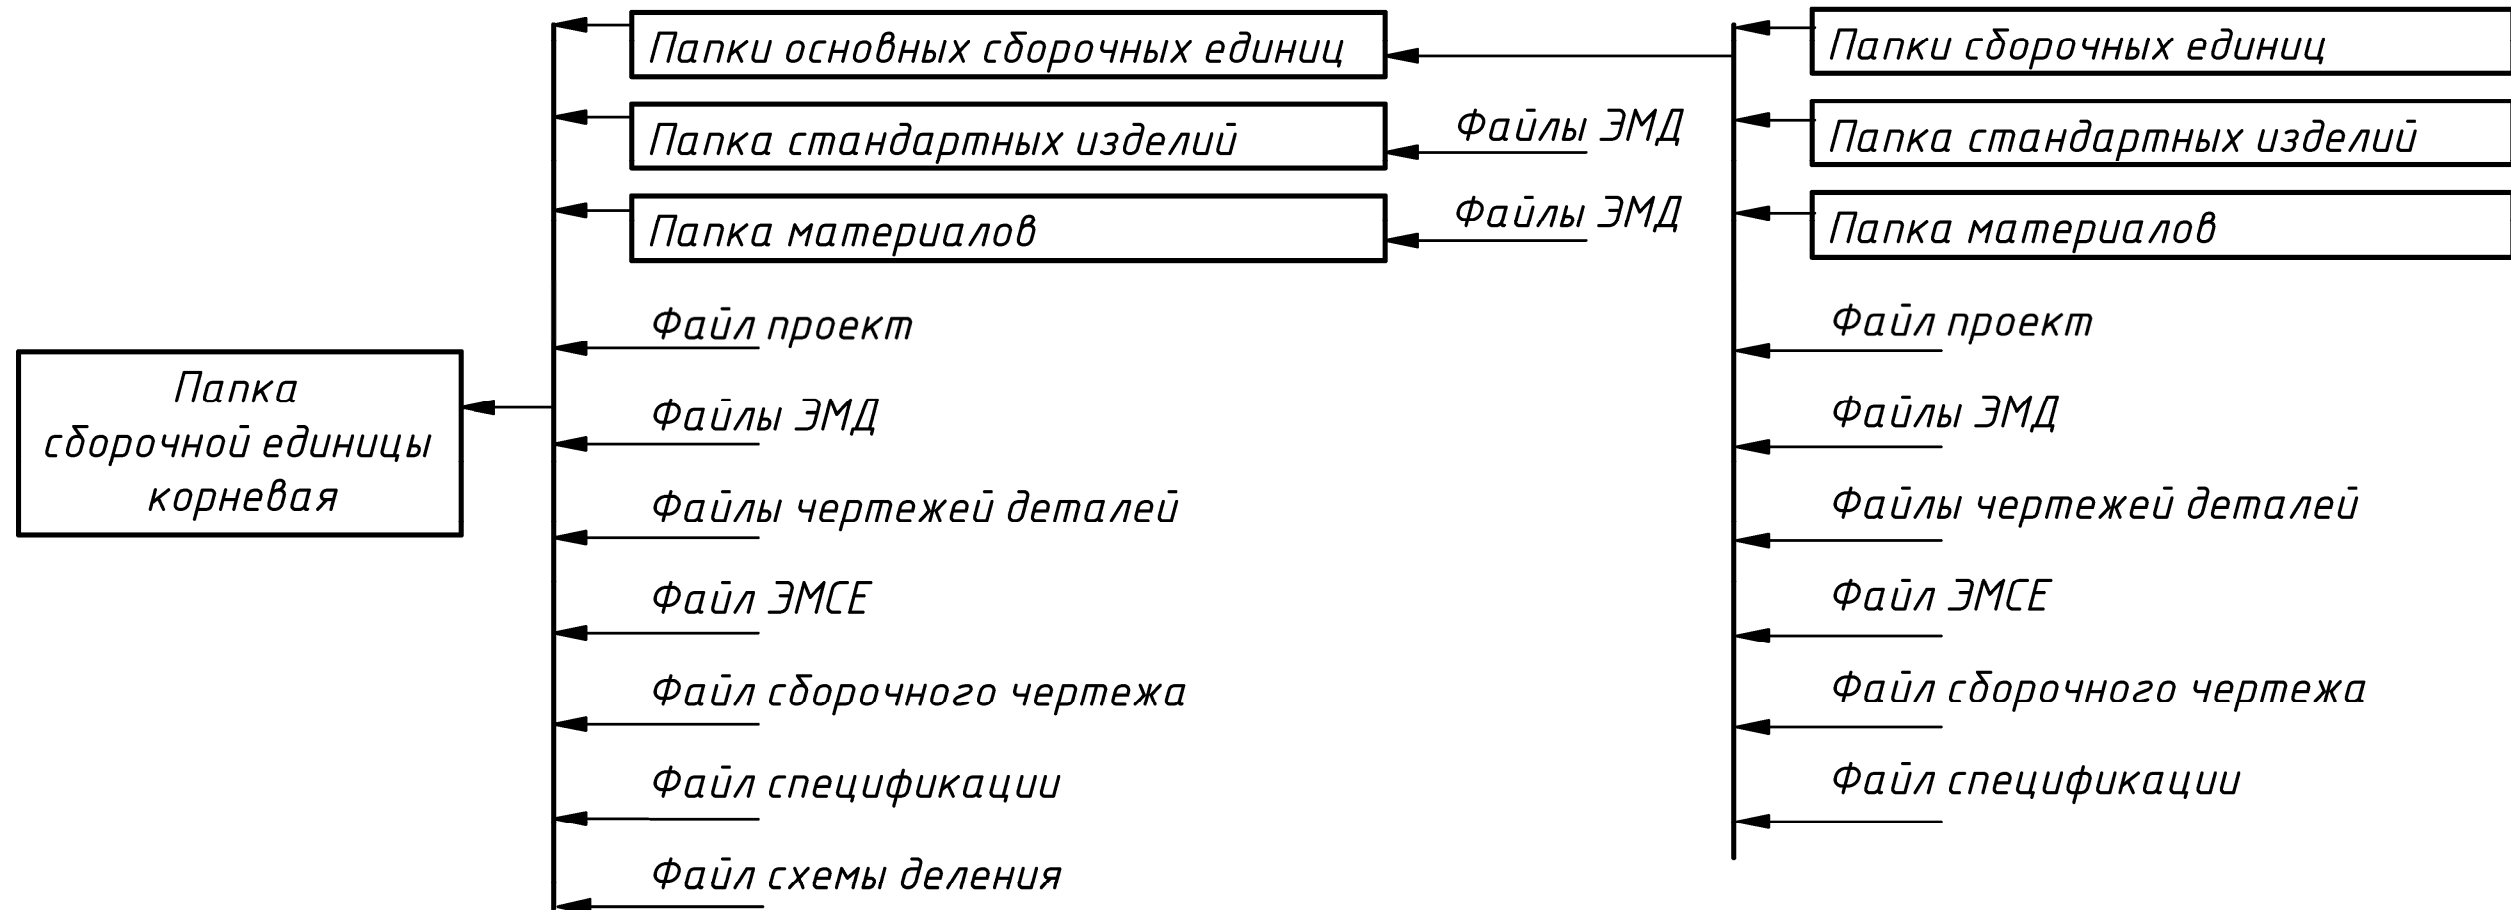 Папка
сборочной единицы
корневая
Папки основных сборочных единиц
Папка стандартных изделий
Папка материалов
Файл проект
Файлы ЭМД
Файлы чертежей деталей
Файл ЭМСЕ
Файл сборочного чертежа
Файл спецификации
Файл схемы деления
Файлы ЭМД
Файлы ЭМД
Папки сборочных единиц
Папка стандартных изделий
Папка материалов
Файл проект
Файлы ЭМД
Файлы чертежей деталей
Файл ЭМСЕ
Файл сборочного чертежа
Файл спецификации